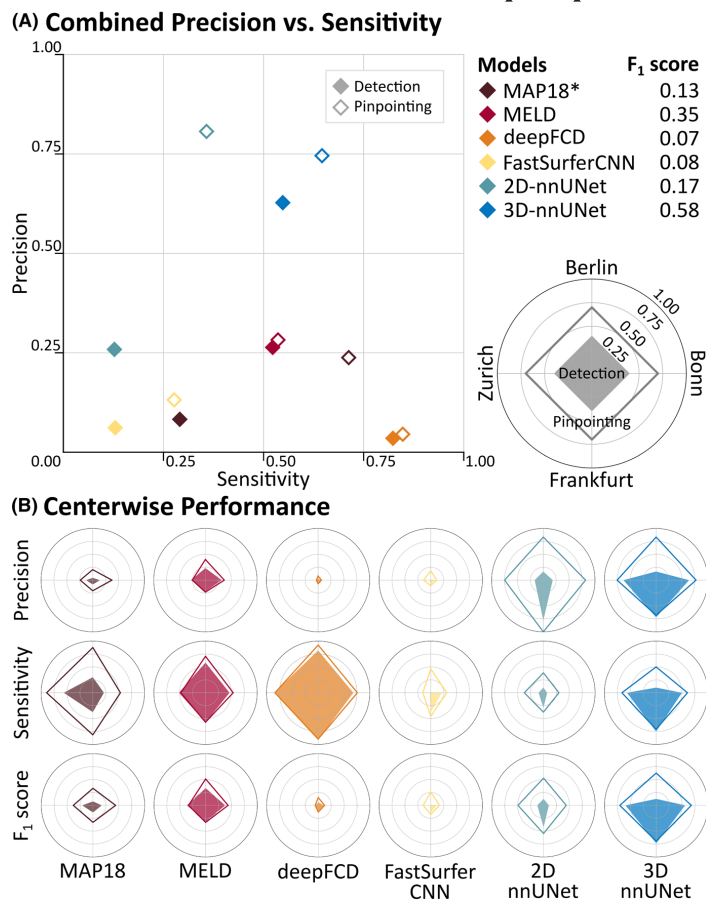 (A) Combined Precision vs. Sensitivity
1.00
0.75
0.50
0.25
0.00
0.25
0.50
0.75
1.00
Precision
Sensitivity
Detection
Pinpointing
Models F1 score
MAP18* 0.13
MELD 0.35
deepFCD 0.07
FastSurferCNN 0.08
2D-nnUNet 0.17
3D-nnUNet 0.58
Berlin
1.00
0.75
0.50
0.25
Zurich
Bonn
Detection
Pinpointing
Frankfurt
(B) Centerwise Performance
Precision
Sensitivity
F1 score
MAP18 MELD deepFCD FastSurfer 2D 3D
CNN nnUNet nnUNet